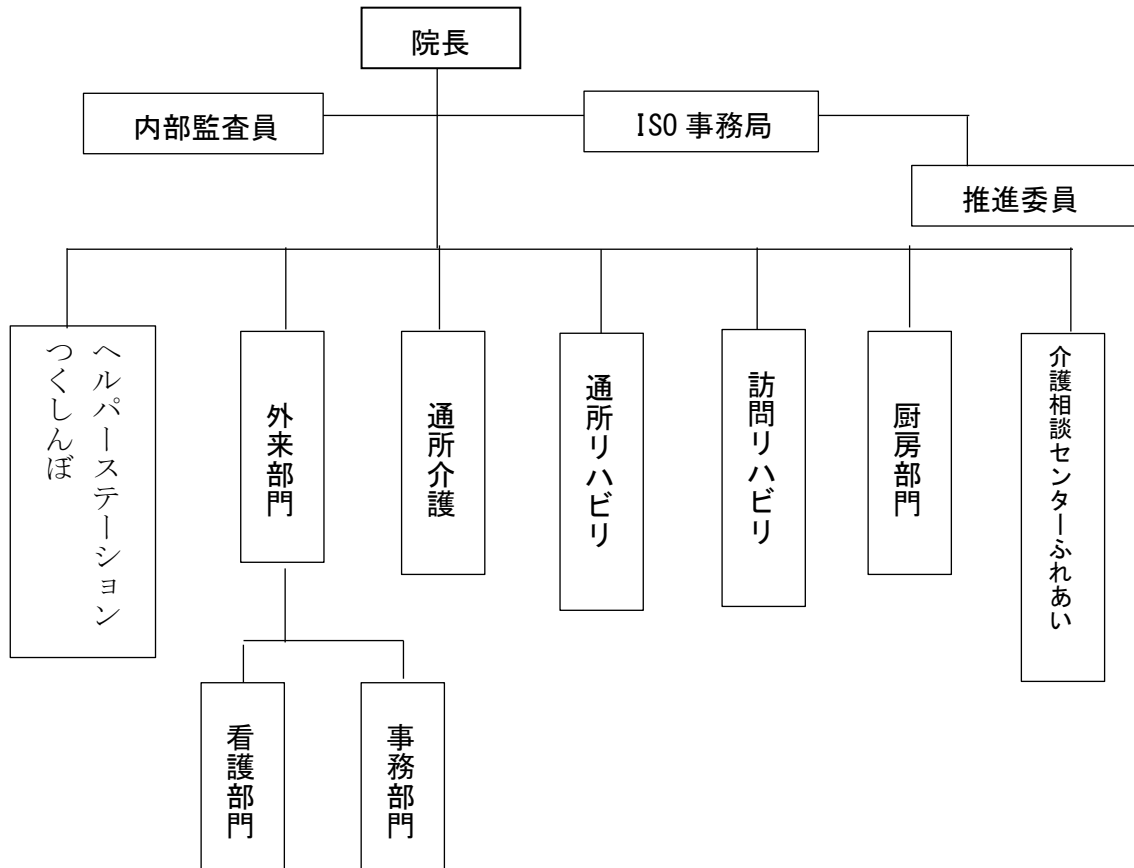 院長
内部監査員
ISO 事務局
推進委員
ヘルパーステーション
つくしんぼ
外来部門
通所介護
通所リハビリ
訪問リハビリ
厨房部門
介護相談センターふれあい
看護部門
事務部門